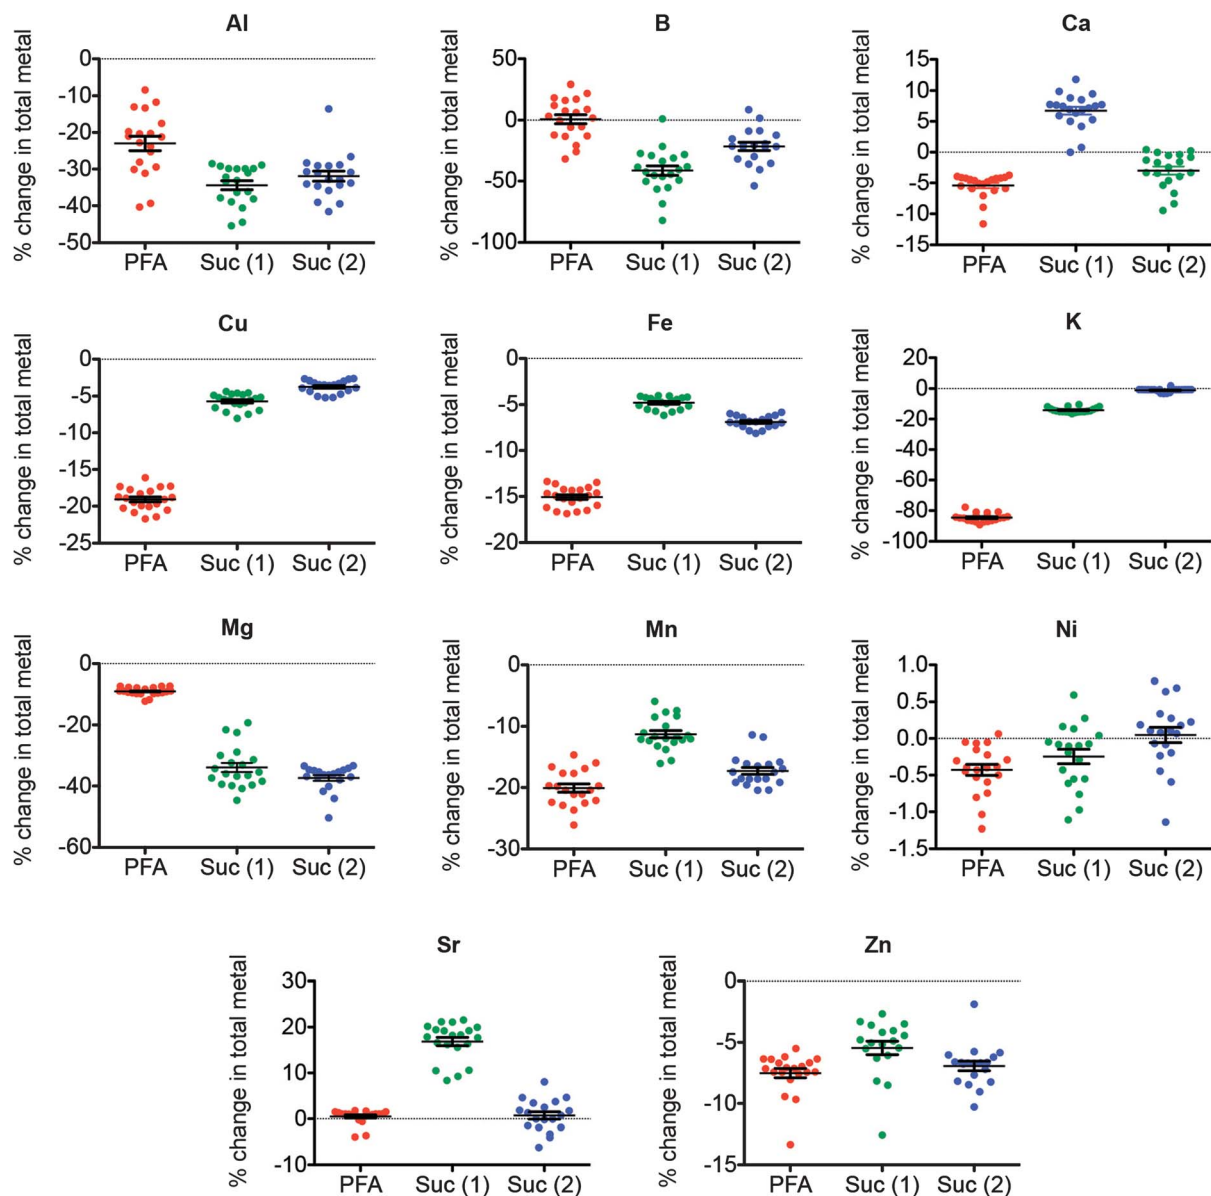 Al
% change in total metal
0
-10
-20
-30
-40
-50
PFA Suc (1) Suc (2)
B
% change in total metal
50
0
-50
-100
PFA Suc (1) Suc (2)
Ca
% change in total metal
15
10
5
0
-5
-10
-15
PFA Suc (1) Suc (2)
Cu
% change in total metal
0
-5
-10
-15
-20
-25
PFA Suc (1) Suc (2)
Fe
% change in total metal
0
-5
-10
-15
-20
PFA Suc (1) Suc (2)
K
% change in total metal
20
0
-20
-40
-60
-80
-100
PFA Suc (1) Suc (2)
Mg
% change in total metal
0
-20
-40
-60
PFA Suc (1) Suc (2)
Mn
% change in total metal
0
-10
-20
-30
PFA Suc (1) Suc (2)
Ni
% change in total metal
1.0
0.5
0.0
-0.5
-1.0
-1.5
PFA Suc (1) Suc (2)
Sr
% change in total metal
30
20
10
0
-10
PFA Suc (1) Suc (2)
Zn
% change in total metal
0
-5
-10
-15
PFA Suc (1) Suc (2)